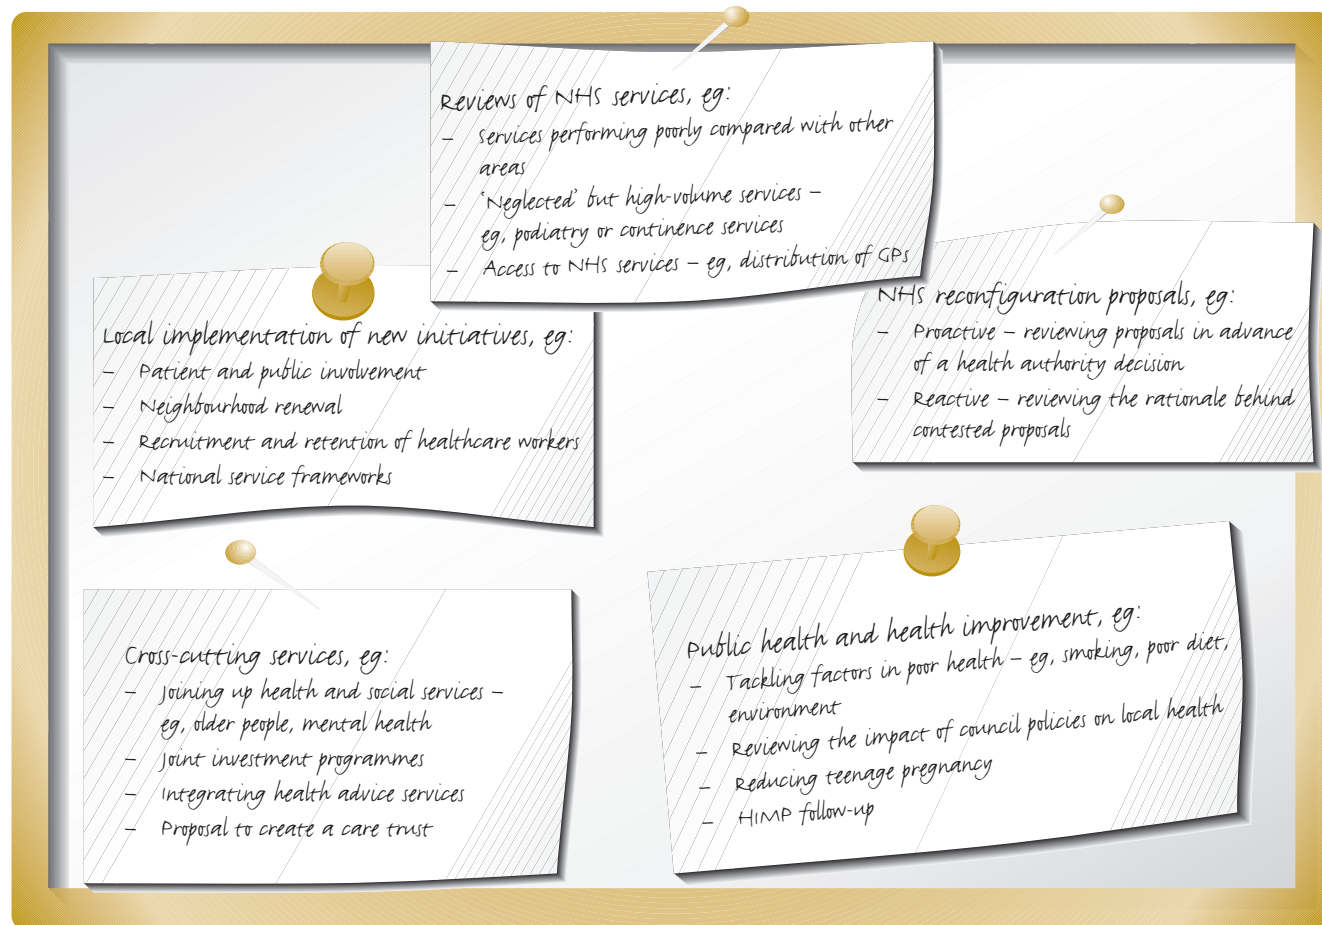 Reviews of NHS services, eg:
– Services performing poorly compared with other
areas
– ‘Neglected’ but high-volume services –
eg, podiatry or continence services
– Access to NHS services – eg, distribution of GPs
Local implementation of new initiatives, eg:
– Patient and public involvement
– Neighbourhood renewal
– Recruitment and retention of healthcare workers
– National service frameworks
NHS reconfiguration proposals, eg:
– Proactive – reviewing proposals in advance
of a health authority decision
– Reactive – reviewing the rationale behind
contested proposals
Cross-cutting services, eg:
– Joining up health and social services –
eg, older people, mental health
– Joint investment programmes
– Integrating health advice services
– Proposal to create a care trust
Public health and health improvement, eg:
– Tackling factors in poor health – eg, smoking, poor diet,
environment
– Reviewing the impact of council policies on local health
– Reducing teenage pregnancy
– HIMP follow-up